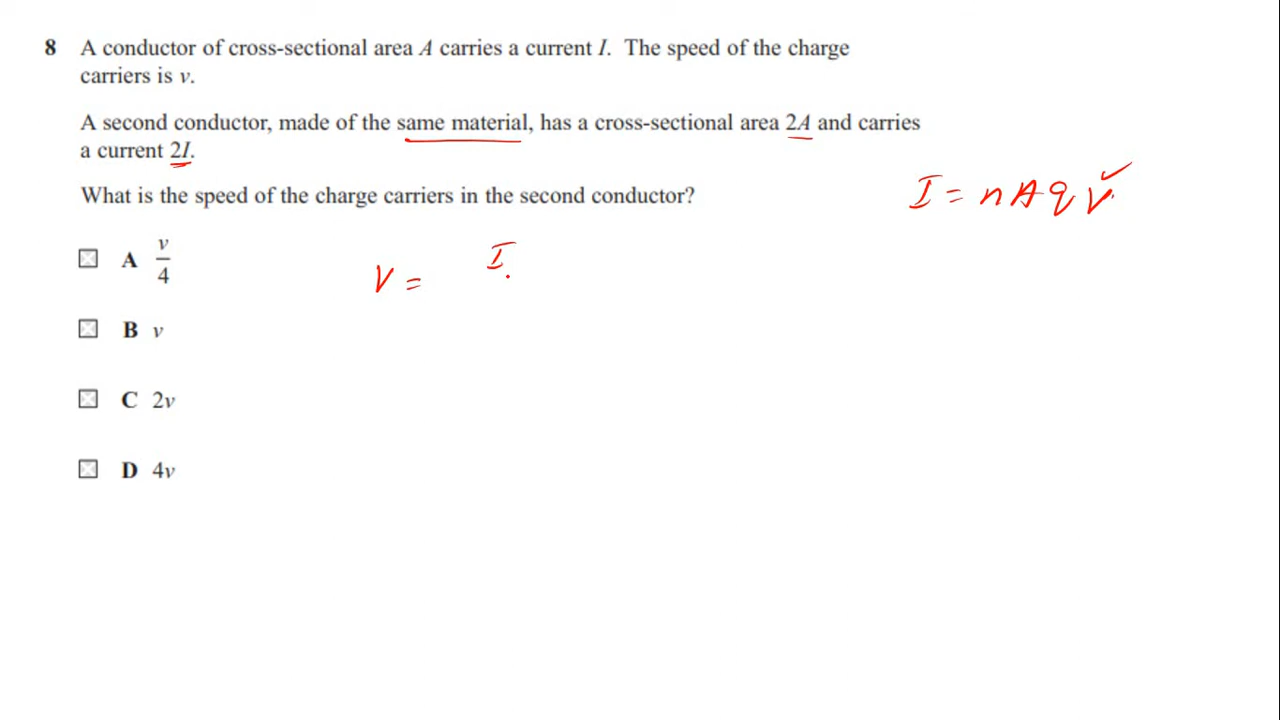 8 A conductor of cross-sectional area A carries a current I. The speed of the charge
carriers is v.
A second conductor, made of the same material, has a cross-sectional area 2A and carries
a current 2I.
What is the speed of the charge carriers in the second conductor?
I = nAqv
A v/4
v = I
B v
C 2v
D 4v